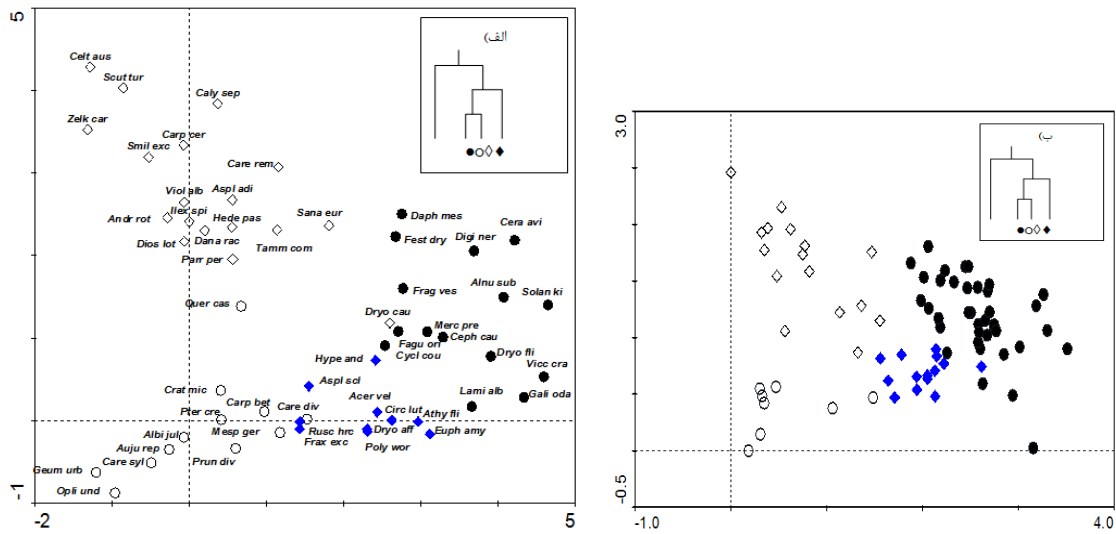 5
الف)
Celt aus
Scut tur
Caly sep
Zelk car
Carp cer
Smil exc
Care rem
Viol alb
Aspl adi
Andr rot
Ilex spi
Hede pas
Sana eur
Daph mes
Cera avi
Dios lot
Dana rac
Tamm com
Fest dry
Digi ner
Parr per
Alnu sub
Frag ves
Solan ki
Quer cas
Dryo cau
Merc pre
Ceph cau
Fagu ori
Cycl cou
Dryo fli
Hype and
Vicc cra
Aspl scl
Crat mic
Acer vel
Lami alb
Gali oda
Carp bet
Care div
Circ lut
Athy fli
Pter cre
Albi jul
Mesp ger
Rusc hrc
Dryo aff
Euph amy
Auju rep
Frax exc
Poly wor
Geum urb
Care syl
Prun div
Opli und
-1
-2
5
3.0
ب)
-0.5
-1.0
4.0